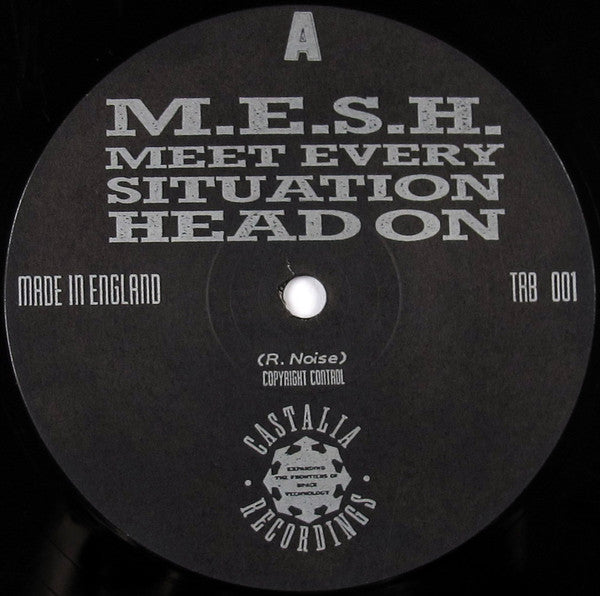 A
M.E.S.H.
MEET EVERY
SITUATION
HEAD ON
MADE IN ENGLAND
TRB 001
(R. Noise)
COPYRIGHT CONTROL
CASTALIA
EXPANDING
THE FRONTIERS OF
SPACE
TECHNOLOGY
· RECORDINGS ·